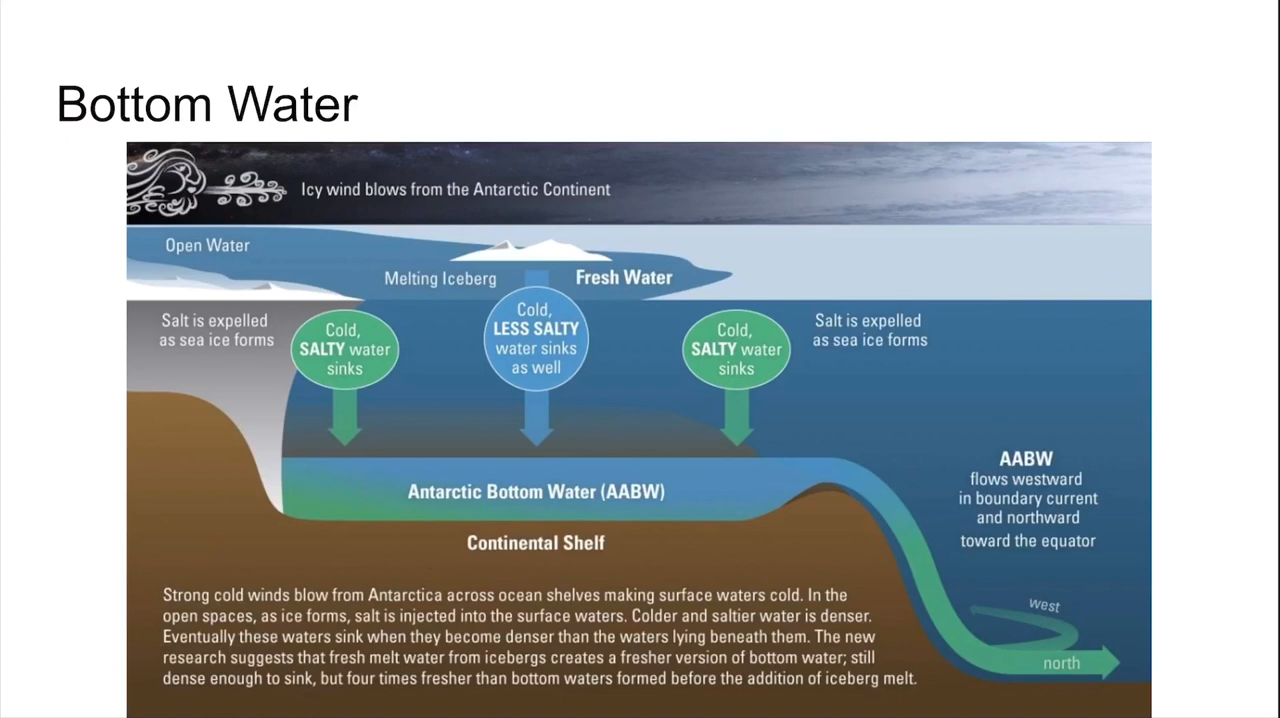 Bottom Water
Icy wind blows from the Antarctic Continent
Open Water
Melting Iceberg
Fresh Water
Salt is expelled
as sea ice forms
Cold,
SALTY water
sinks
Cold,
LESS SALTY
water sinks
as well
Cold,
SALTY water
sinks
Salt is expelled
as sea ice forms
AABW
flows westward
in boundary current
and northward
toward the equator
Antarctic Bottom Water (AABW)
Continental Shelf
Strong cold winds blow from Antarctica across ocean shelves making surface waters cold. In the
open spaces, as ice forms, salt is injected into the surface waters. Colder and saltier water is denser.
Eventually these waters sink when they become denser than the waters lying beneath them. The new
research suggests that fresh melt water from icebergs creates a fresher version of bottom water; still
dense enough to sink, but four times fresher than bottom waters formed before the addition of iceberg melt.
west
north